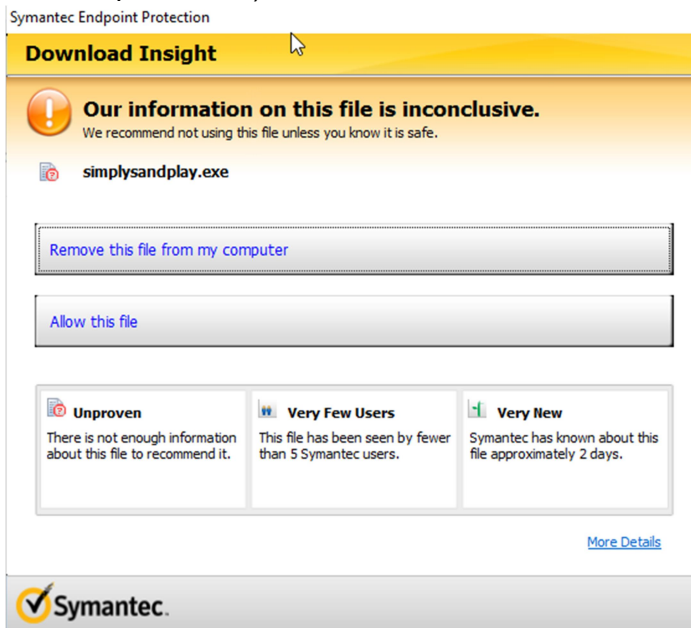 Symantec Endpoint Protection
Download Insight
Our information on this file is inconclusive.
We recommend not using this file unless you know it is safe.
simplysandplay.exe
Remove this file from my computer
Allow this file
Unproven
There is not enough information
about this file to recommend it.
Very Few Users
This file has been seen by fewer
than 5 Symantec users.
Very New
Symantec has known about this
file approximately 2 days.
More Details
Symantec.